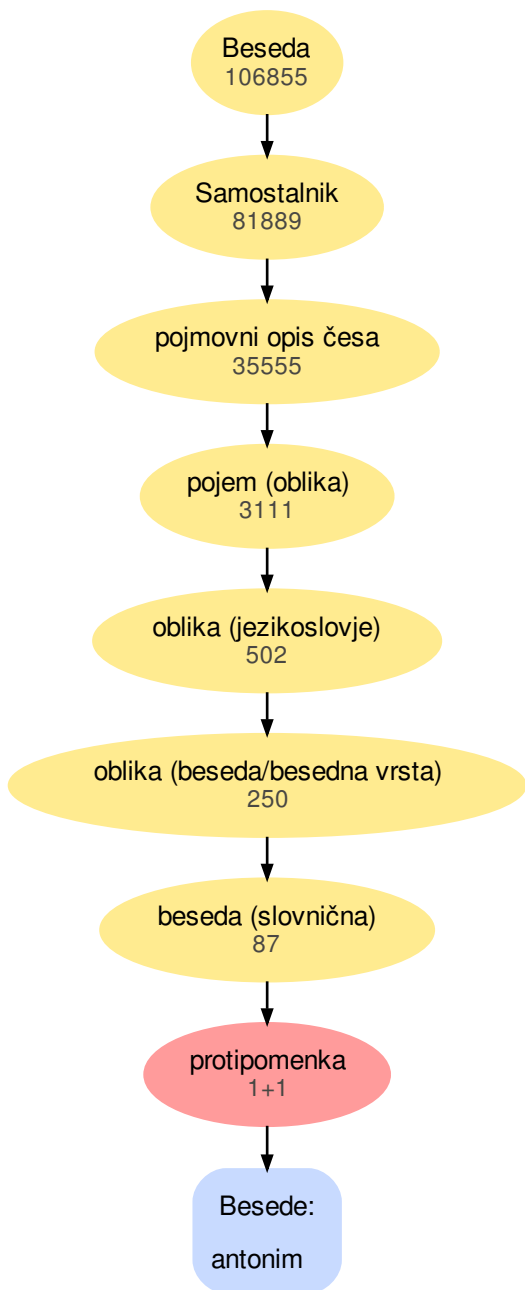 Beseda
106855
Samostalnik
81889
pojmovni opis česa
35555
pojem (oblika)
3111
oblika (jezikoslovje)
502
oblika (beseda/besedna vrsta)
250
beseda (slovnična)
87
protipomenka
1+1
Besede:
antonim